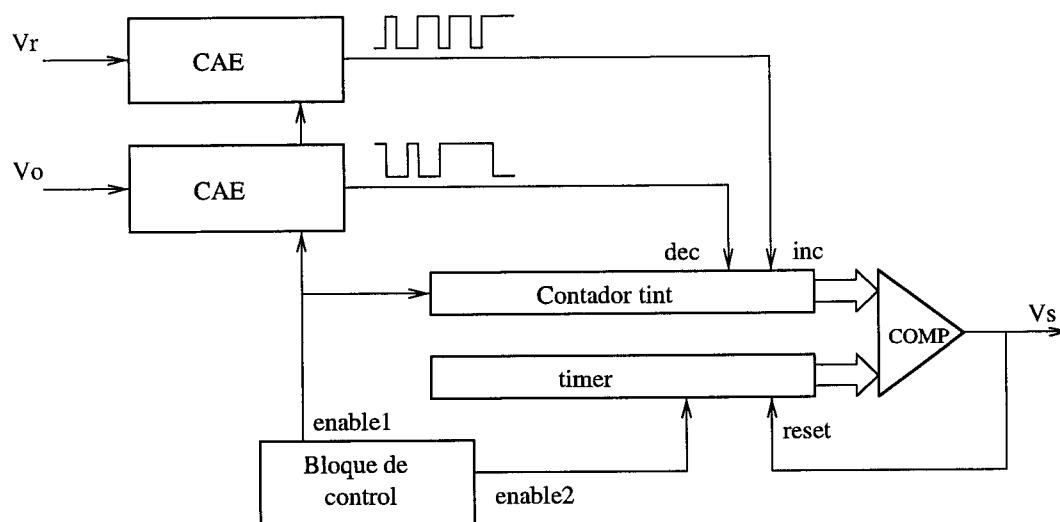 Vr
CAE
Vo
CAE
dec
inc
Contador tint
COMP
Vs
timer
enable1
reset
Bloque de
control
enable2